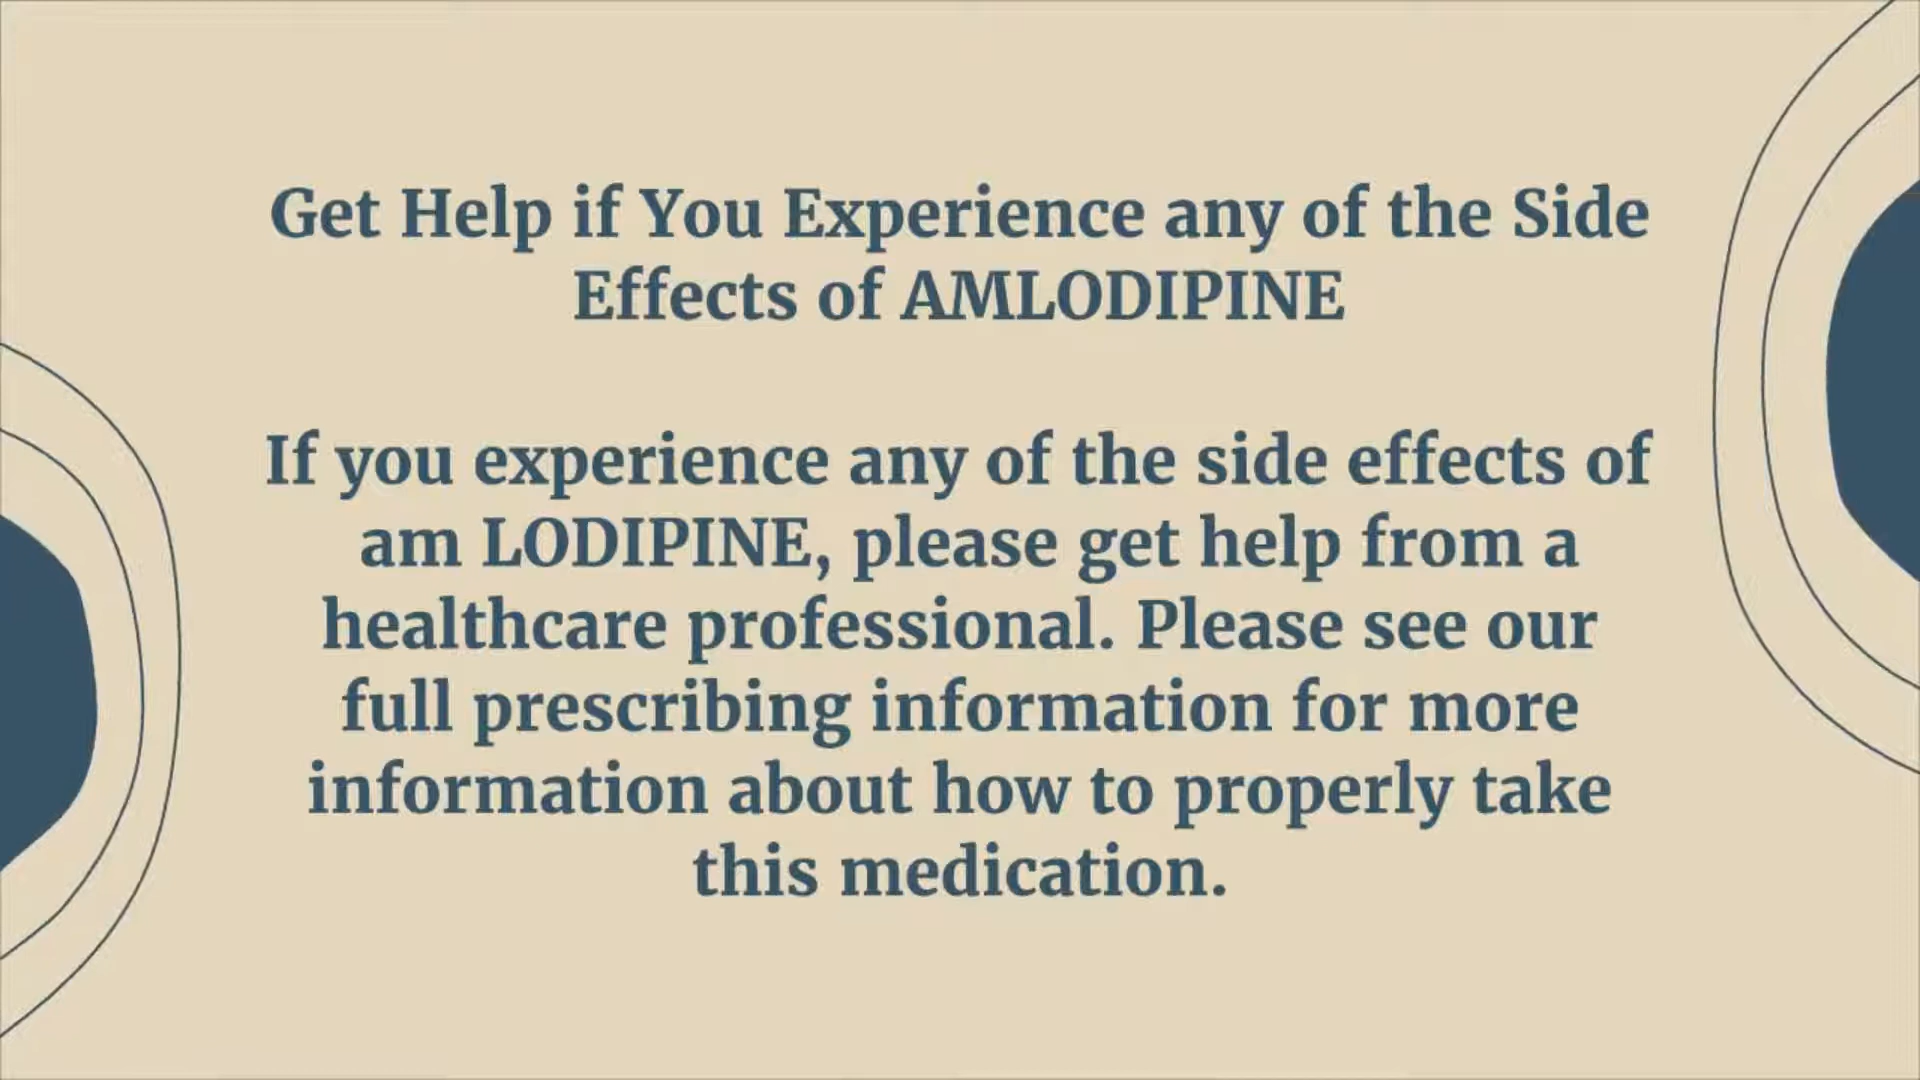 Get Help if You Experience any of the Side
Effects of AMLODIPINE
If you experience any of the side effects of
am LODIPINE, please get help from a
healthcare professional. Please see our
full prescribing information for more
information about how to properly take
this medication.